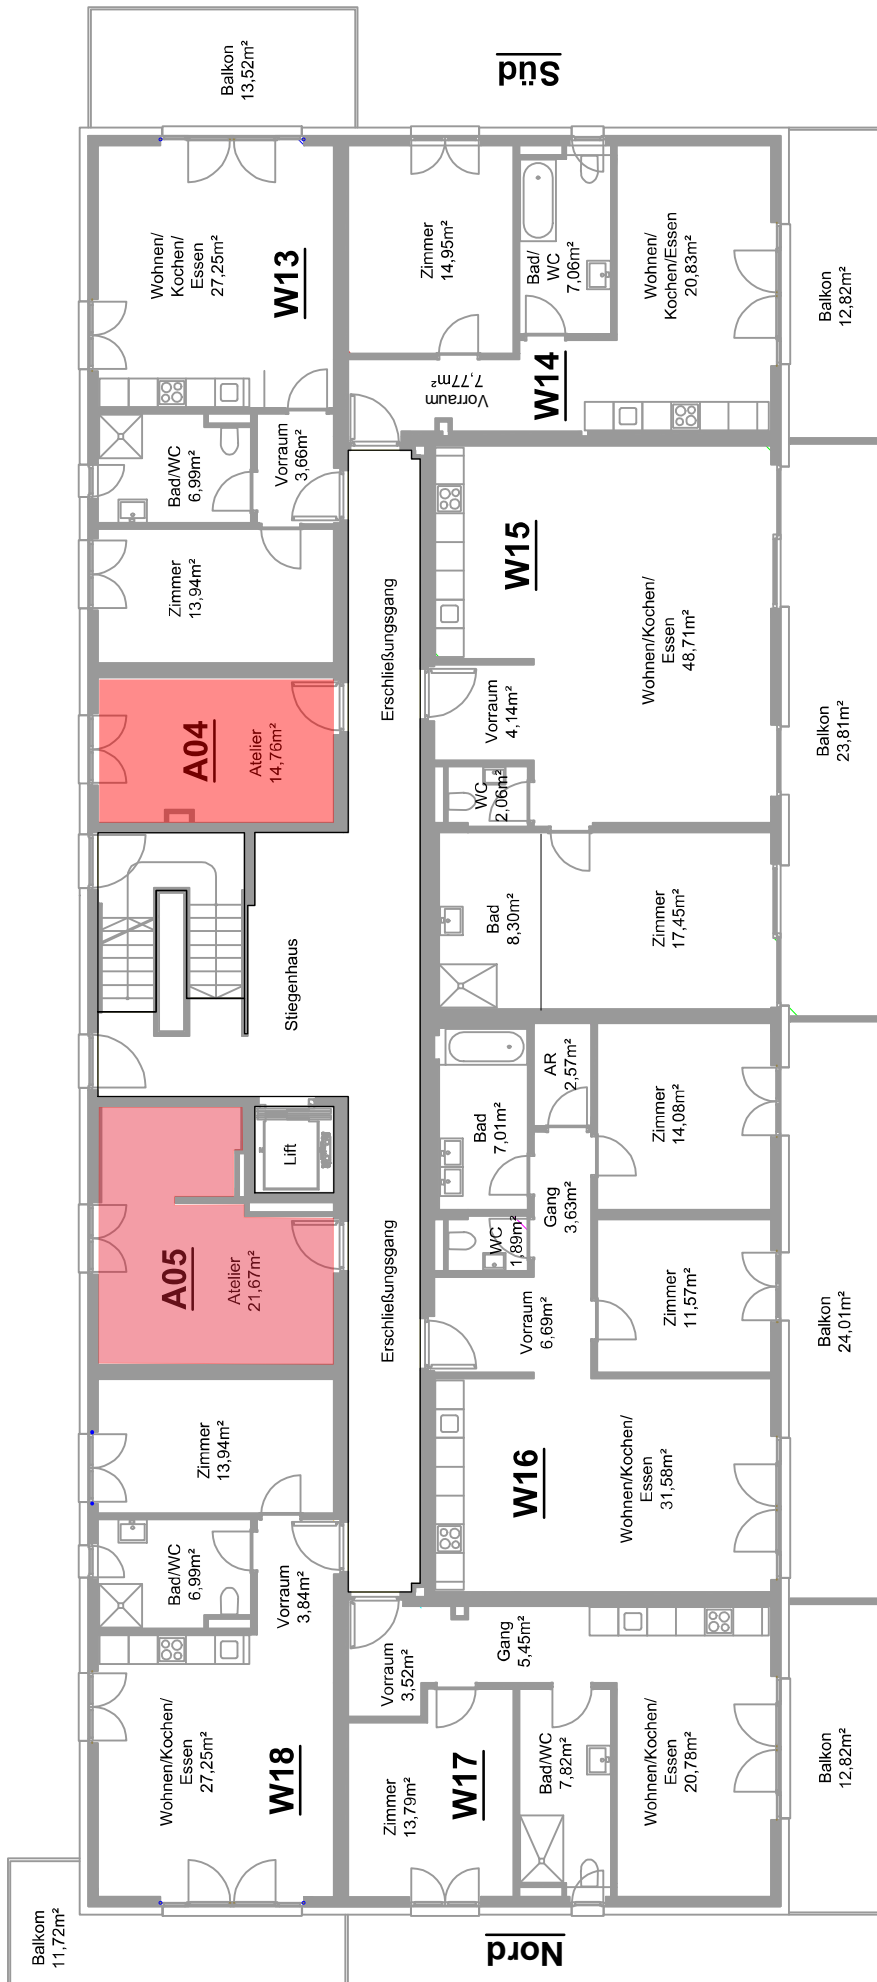 Süd
Balkon
13,52m²
Wohnen/
Kochen/
Essen
27,25m²
W13
Zimmer
14,95m²
Bad/
WC
7,06m²
Wohnen/
Kochen/Essen
20,83m²
Balkon
12,82m²
Vorraum
7,77m²
W14
Bad/WC
6,99m²
Vorraum
3,66m²
Zimmer
13,94m²
W15
Wohnen/Kochen/
Essen
48,71m²
Erschließungsgang
Vorraum
4,14m²
WC
2,06m²
Balkon
23,81m²
A04
Atelier
14,76m²
Bad
8,30m²
Zimmer
17,45m²
Stiegenhaus
Lift
Bad
7,01m²
AR
2,57m²
Zimmer
14,08m²
Gang
3,63m²
WC
1,89m²
A05
Atelier
21,67m²
Erschließungsgang
Vorraum
6,69m²
Zimmer
11,57m²
Balkon
24,01m²
Zimmer
13,94m²
W16
Wohnen/Kochen/
Essen
31,58m²
Bad/WC
6,99m²
Vorraum
3,84m²
Vorraum
3,52m²
Gang
5,45m²
Wohnen/Kochen/
Essen
27,25m²
W18
Zimmer
13,79m²
W17
Bad/WC
7,82m²
Wohnen/Kochen/
Essen
20,78m²
Balkon
12,82m²
Balkom
11,72m²
Nord